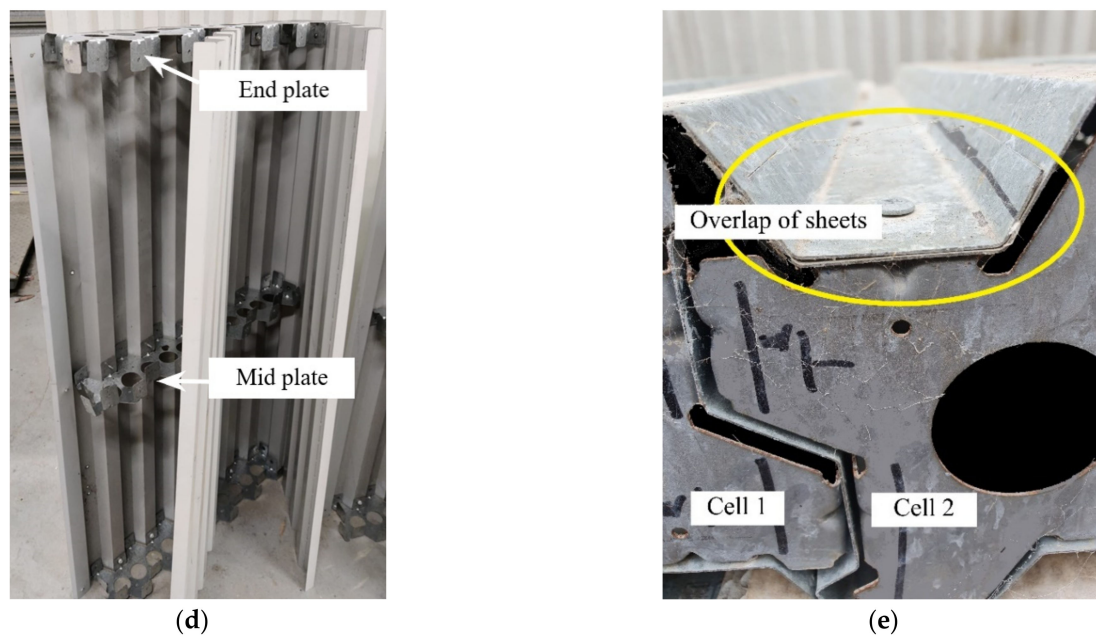 End plate
Mid plate
Overlap of sheets
Cell 1
Cell 2
(d)
(e)